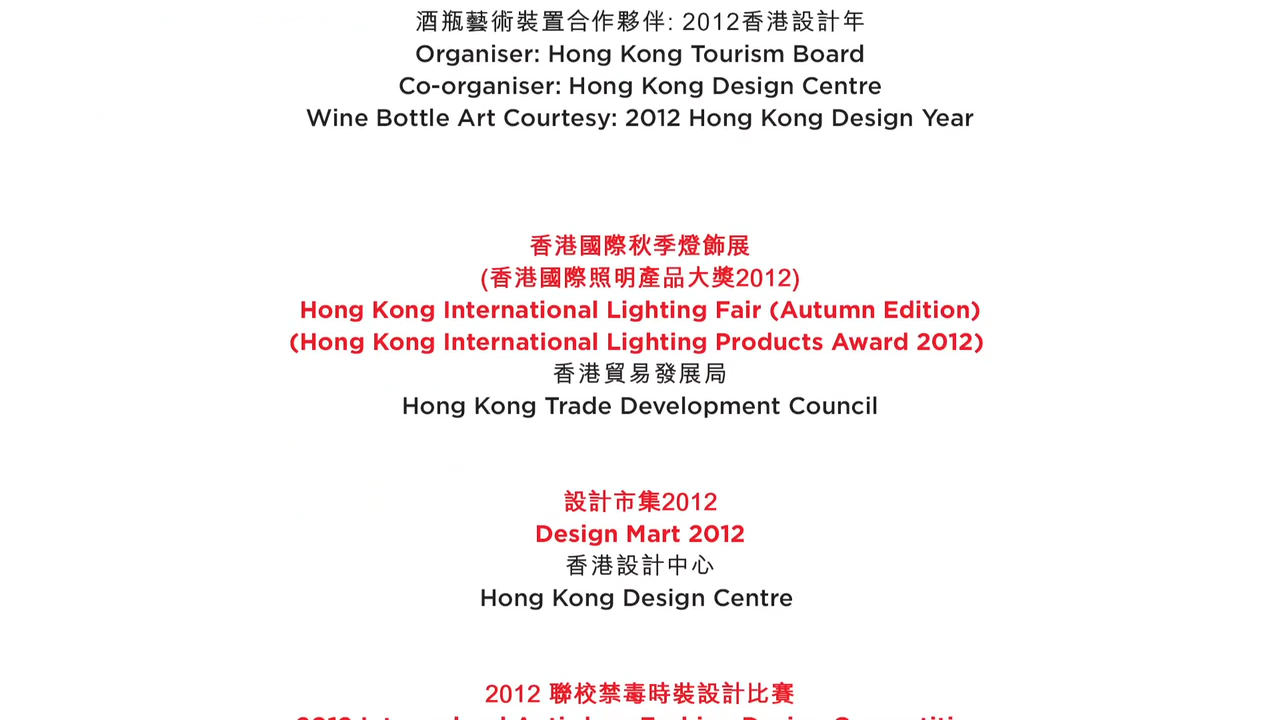 酒瓶藝術裝置合作夥伴: 2012香港設計年
Organiser: Hong Kong Tourism Board
Co-organiser: Hong Kong Design Centre
Wine Bottle Art Courtesy: 2012 Hong Kong Design Year
香港國際秋季燈飾展
(香港國際照明產品大獎2012)
Hong Kong International Lighting Fair (Autumn Edition)
(Hong Kong International Lighting Products Award 2012)
香港貿易發展局
Hong Kong Trade Development Council
設計市集2012
Design Mart 2012
香港設計中心
Hong Kong Design Centre
2012 聯校禁毒時裝設計比賽